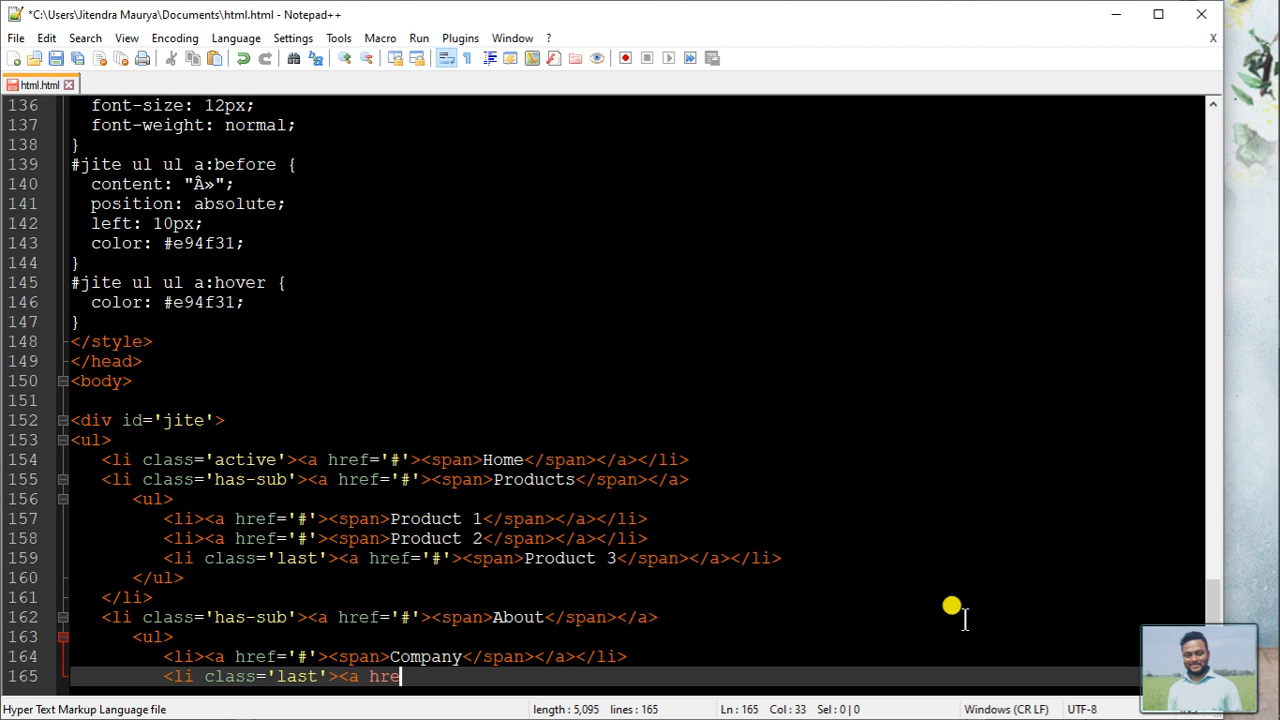 *C:\Users\Jitendra Maurya\Documents\html.html - Notepad++
File Edit Search View Encoding Language Settings Tools Macro Run Plugins Window ? X
html.html
136 font-size: 12px;
137 font-weight: normal;
138 }
139 #jite ul ul a:before {
140 content: "Â»";
141 position: absolute;
142 left: 10px;
143 color: #e94f31;
144 }
145 #jite ul ul a:hover {
146 color: #e94f31;
147 }
148 </style>
149 </head>
150 <body>
151
152 <div id='jite'>
153 <ul>
154 <li class='active'><a href='#'><span>Home</span></a></li>
155 <li class='has-sub'><a href='#'><span>Products</span></a>
156 <ul>
157 <li><a href='#'><span>Product 1</span></a></li>
158 <li><a href='#'><span>Product 2</span></a></li>
159 <li class='last'><a href='#'><span>Product 3</span></a></li>
160 </ul>
161 </li>
162 <li class='has-sub'><a href='#'><span>About</span></a>
163 <ul>
164 <li><a href='#'><span>Company</span></a></li>
165 <li class='last'><a hre
Hyper Text Markup Language file length : 5,095 lines : 165 Ln : 165 Col : 33 Sel : 0 | 0 Windows (CR LF) UTF-8